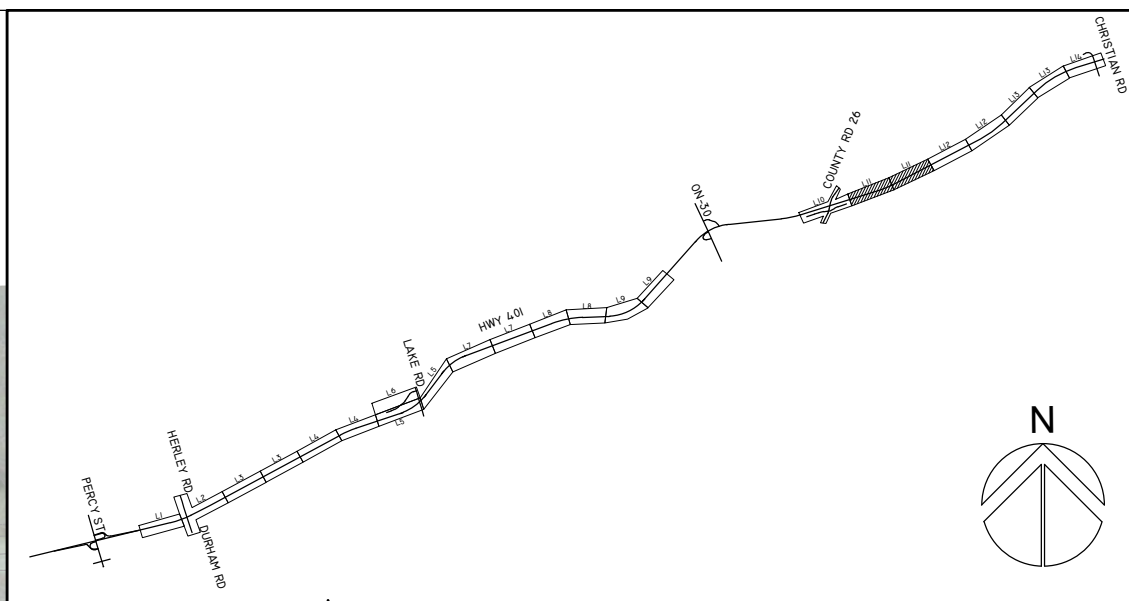 CHRISTIAN RD
L14
L13
L13
L12
L12
L11
L11
COUNTY RD 26
L10
ON-30
L9
L9
L8
L8
HWY 401
L7
L7
LAKE RD
L5
L6
L5
L4
L4
L3
L3
HERLEY RD
L2
DURHAM RD
L1
PERCY ST
N